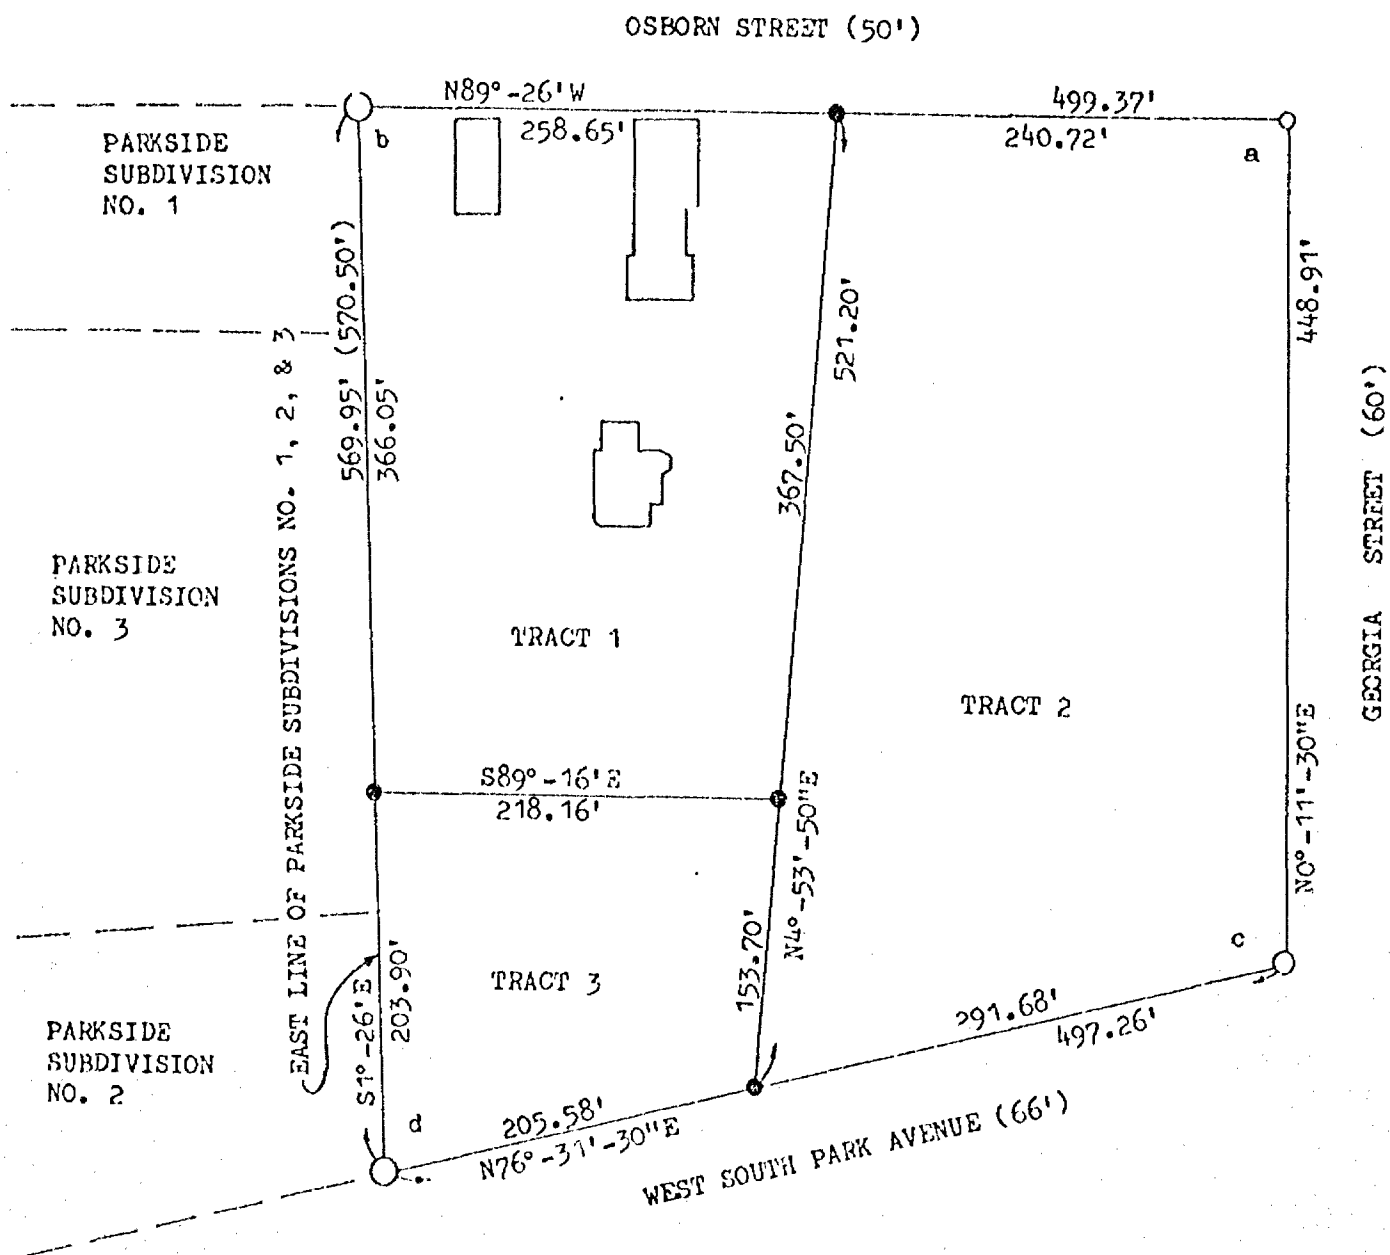 OSBORN STREET (50')
N89°-26'W
499.37'
258.65'
240.72'
b
a
PARKSIDE
SUBDIVISION
NO. 1
569.95' (570.50')
366.05'
448.91'
521.20'
367.50'
GEORGIA STREET (60')
EAST LINE OF PARKSIDE SUBDIVISIONS NO. 1, 2, & 3
PARKSIDE
SUBDIVISION
NO. 3
TRACT 1
TRACT 2
S89°-16'E
218.16'
N4°-53'-50"E
N0°-11'-30"E
153.70'
c
TRACT 3
S1°-26'E
203.90'
291.68'
497.26'
PARKSIDE
SUBDIVISION
NO. 2
d
205.58'
N76°-31'-30"E
WEST SOUTH PARK AVENUE (66')